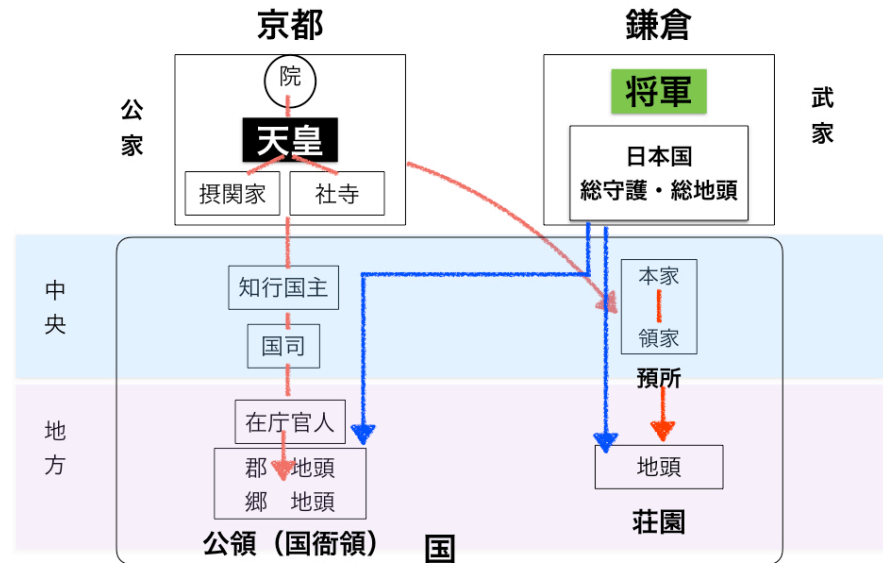 京都
鎌倉
公家
院
天皇
摂関家
社寺
将軍
日本国
総守護・総地頭
武家
中央
知行国主
国司
本家
領家
預所
地方
在庁官人
郡 地頭
郷 地頭
公領（国衙領）
国
地頭
荘園